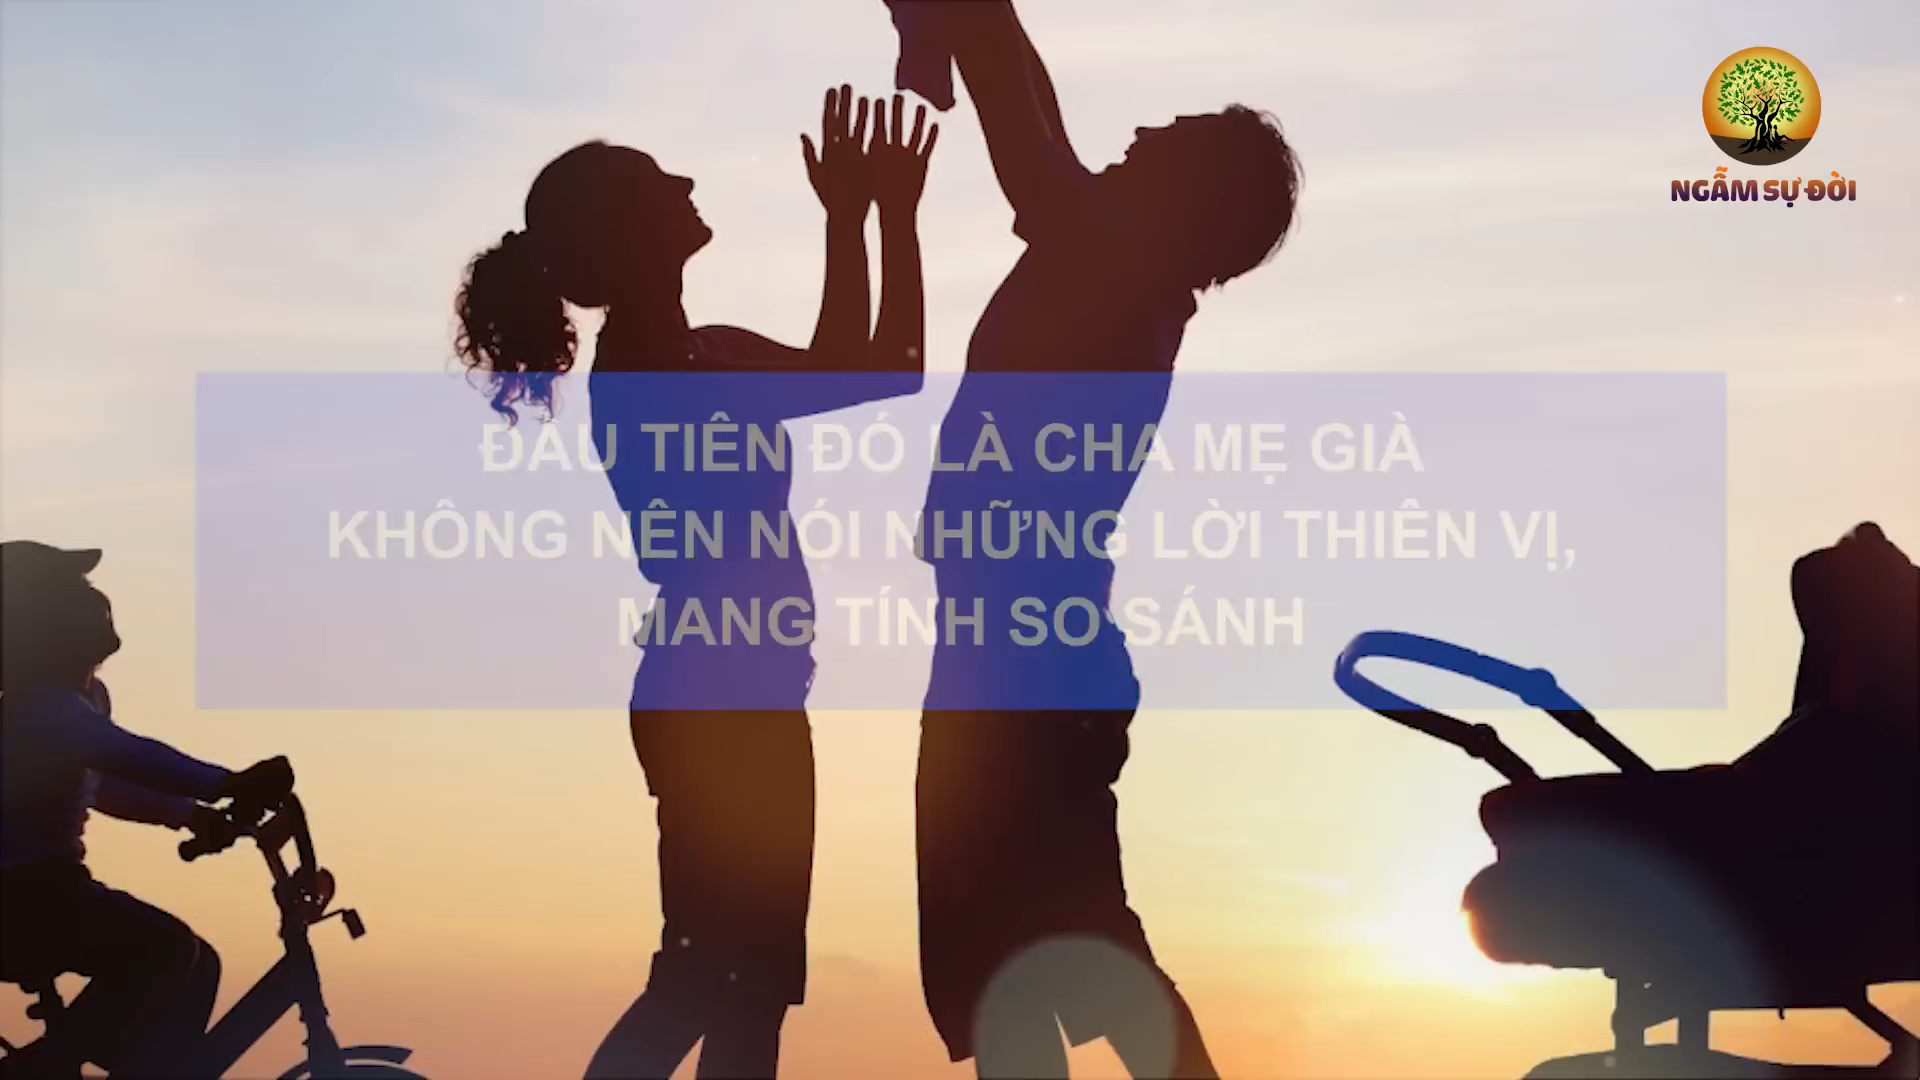 NGẪM SỰ ĐỜI
ĐẦU TIÊN ĐÓ LÀ CHA MẸ GIÀ
KHÔNG NÊN NÓI NHỮNG LỜI THIÊN VỊ,
MANG TÍNH SO SÁNH